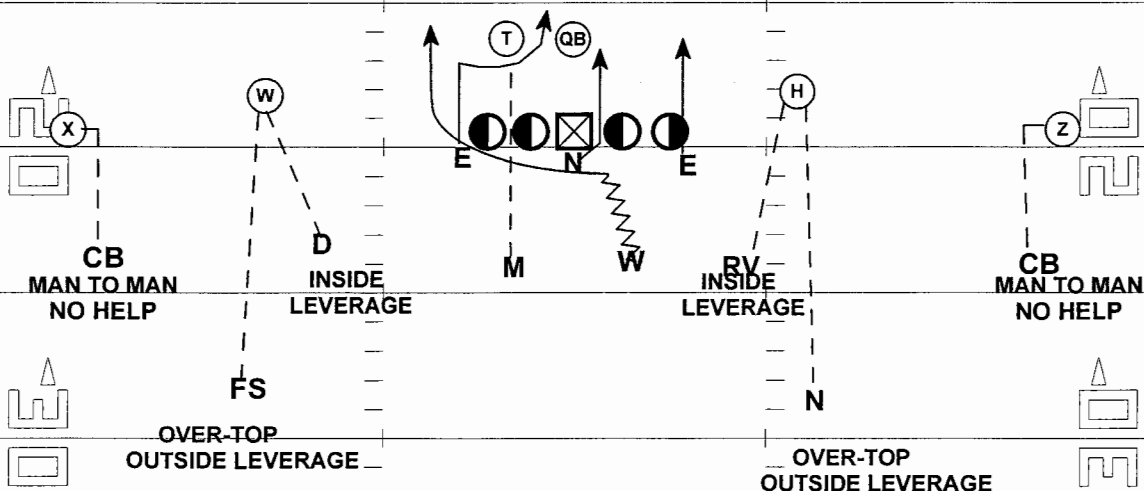 T QB
W H
X Z
E N E
D
CB M W RV CB
MAN TO MAN
NO HELP
INSIDE
LEVERAGE
INSIDE
LEVERAGE
MAN TO MAN
NO HELP
FS N
OVER-TOP
OUTSIDE LEVERAGE
OVER-TOP
OUTSIDE LEVERAGE